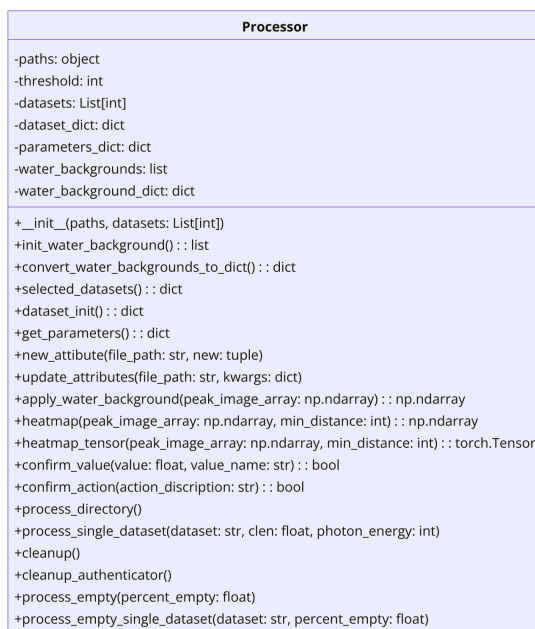 Processor
-paths: object
-threshold: int
-datasets: List[int]
-dataset_dict: dict
-parameters_dict: dict
-water_backgrounds: list
-water_background_dict: dict
+__init__(paths, datasets: List[int])
+init_water_background() : : list
+convert_water_backgrounds_to_dict() : : dict
+selected_datasets() : : dict
+dataset_init() : : dict
+get_parameters() : : dict
+new_attibute(file_path: str, new: tuple)
+update_attributes(file_path: str, kwargs: dict)
+apply_water_background(peak_image_array: np.ndarray) : : np.ndarray
+heatmap(peak_image_array: np.ndarray, min_distance: int) : : np.ndarray
+heatmap_tensor(peak_image_array: np.ndarray, min_distance: int) : : torch.Tensor
+confirm_value(value: float, value_name: str) : : bool
+confirm_action(action_discription: str) : : bool
+process_directory()
+process_single_dataset(dataset: str, clen: float, photon_energy: int)
+cleanup()
+cleanup_authenticator()
+process_empty(percent_empty: float)
+process_empty_single_dataset(dataset: str, percent_empty: float)